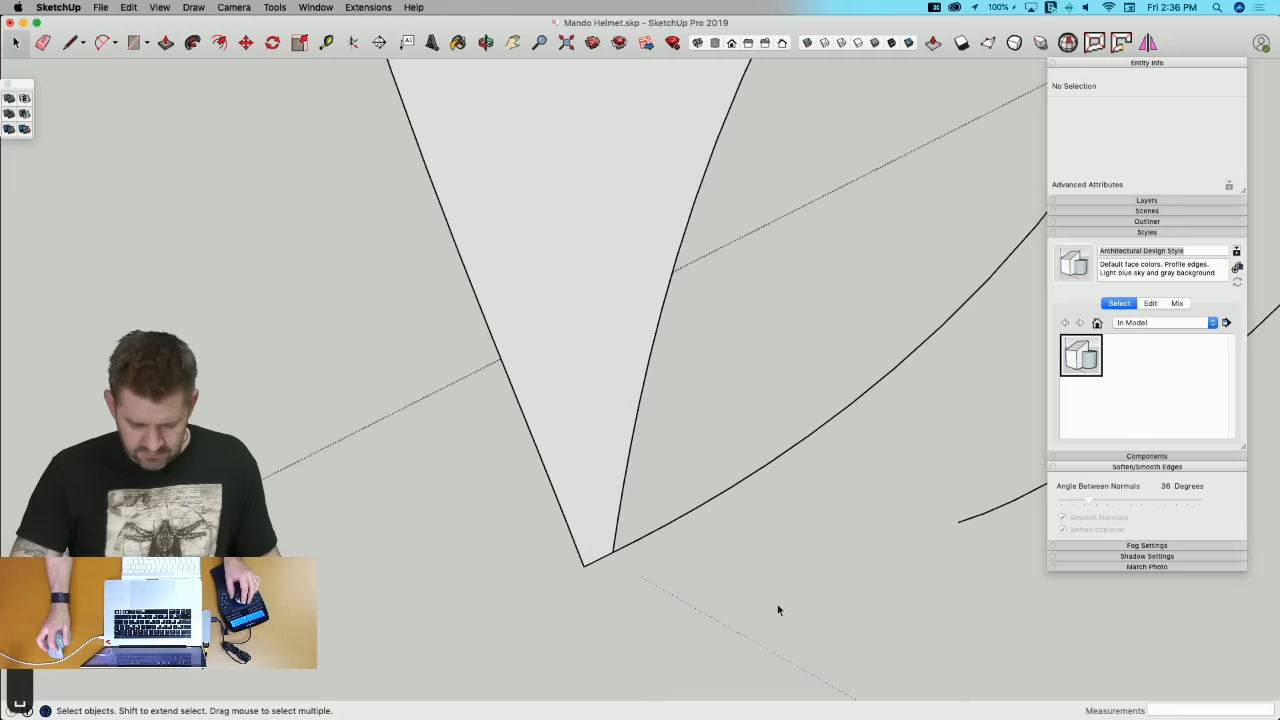 SketchUp File Edit View Draw Camera Tools Window Extensions Help
100% Fri 2:36 PM
Mando Helmet.skp - SketchUp Pro 2019
Entity Info
No Selection
Advanced Attributes
Layers
Scenes
Outliner
Styles
Architectural Design Style
Default face colors. Profile edges.
Light blue sky and gray background
Select Edit Mix
In Model
Components
Soften/Smooth Edges
Angle Between Normals 36 Degrees
Smooth Normals
Soften coplanar
Fog Settings
Shadow Settings
Match Photo
Select objects. Shift to extend select. Drag mouse to select multiple.
Measurements